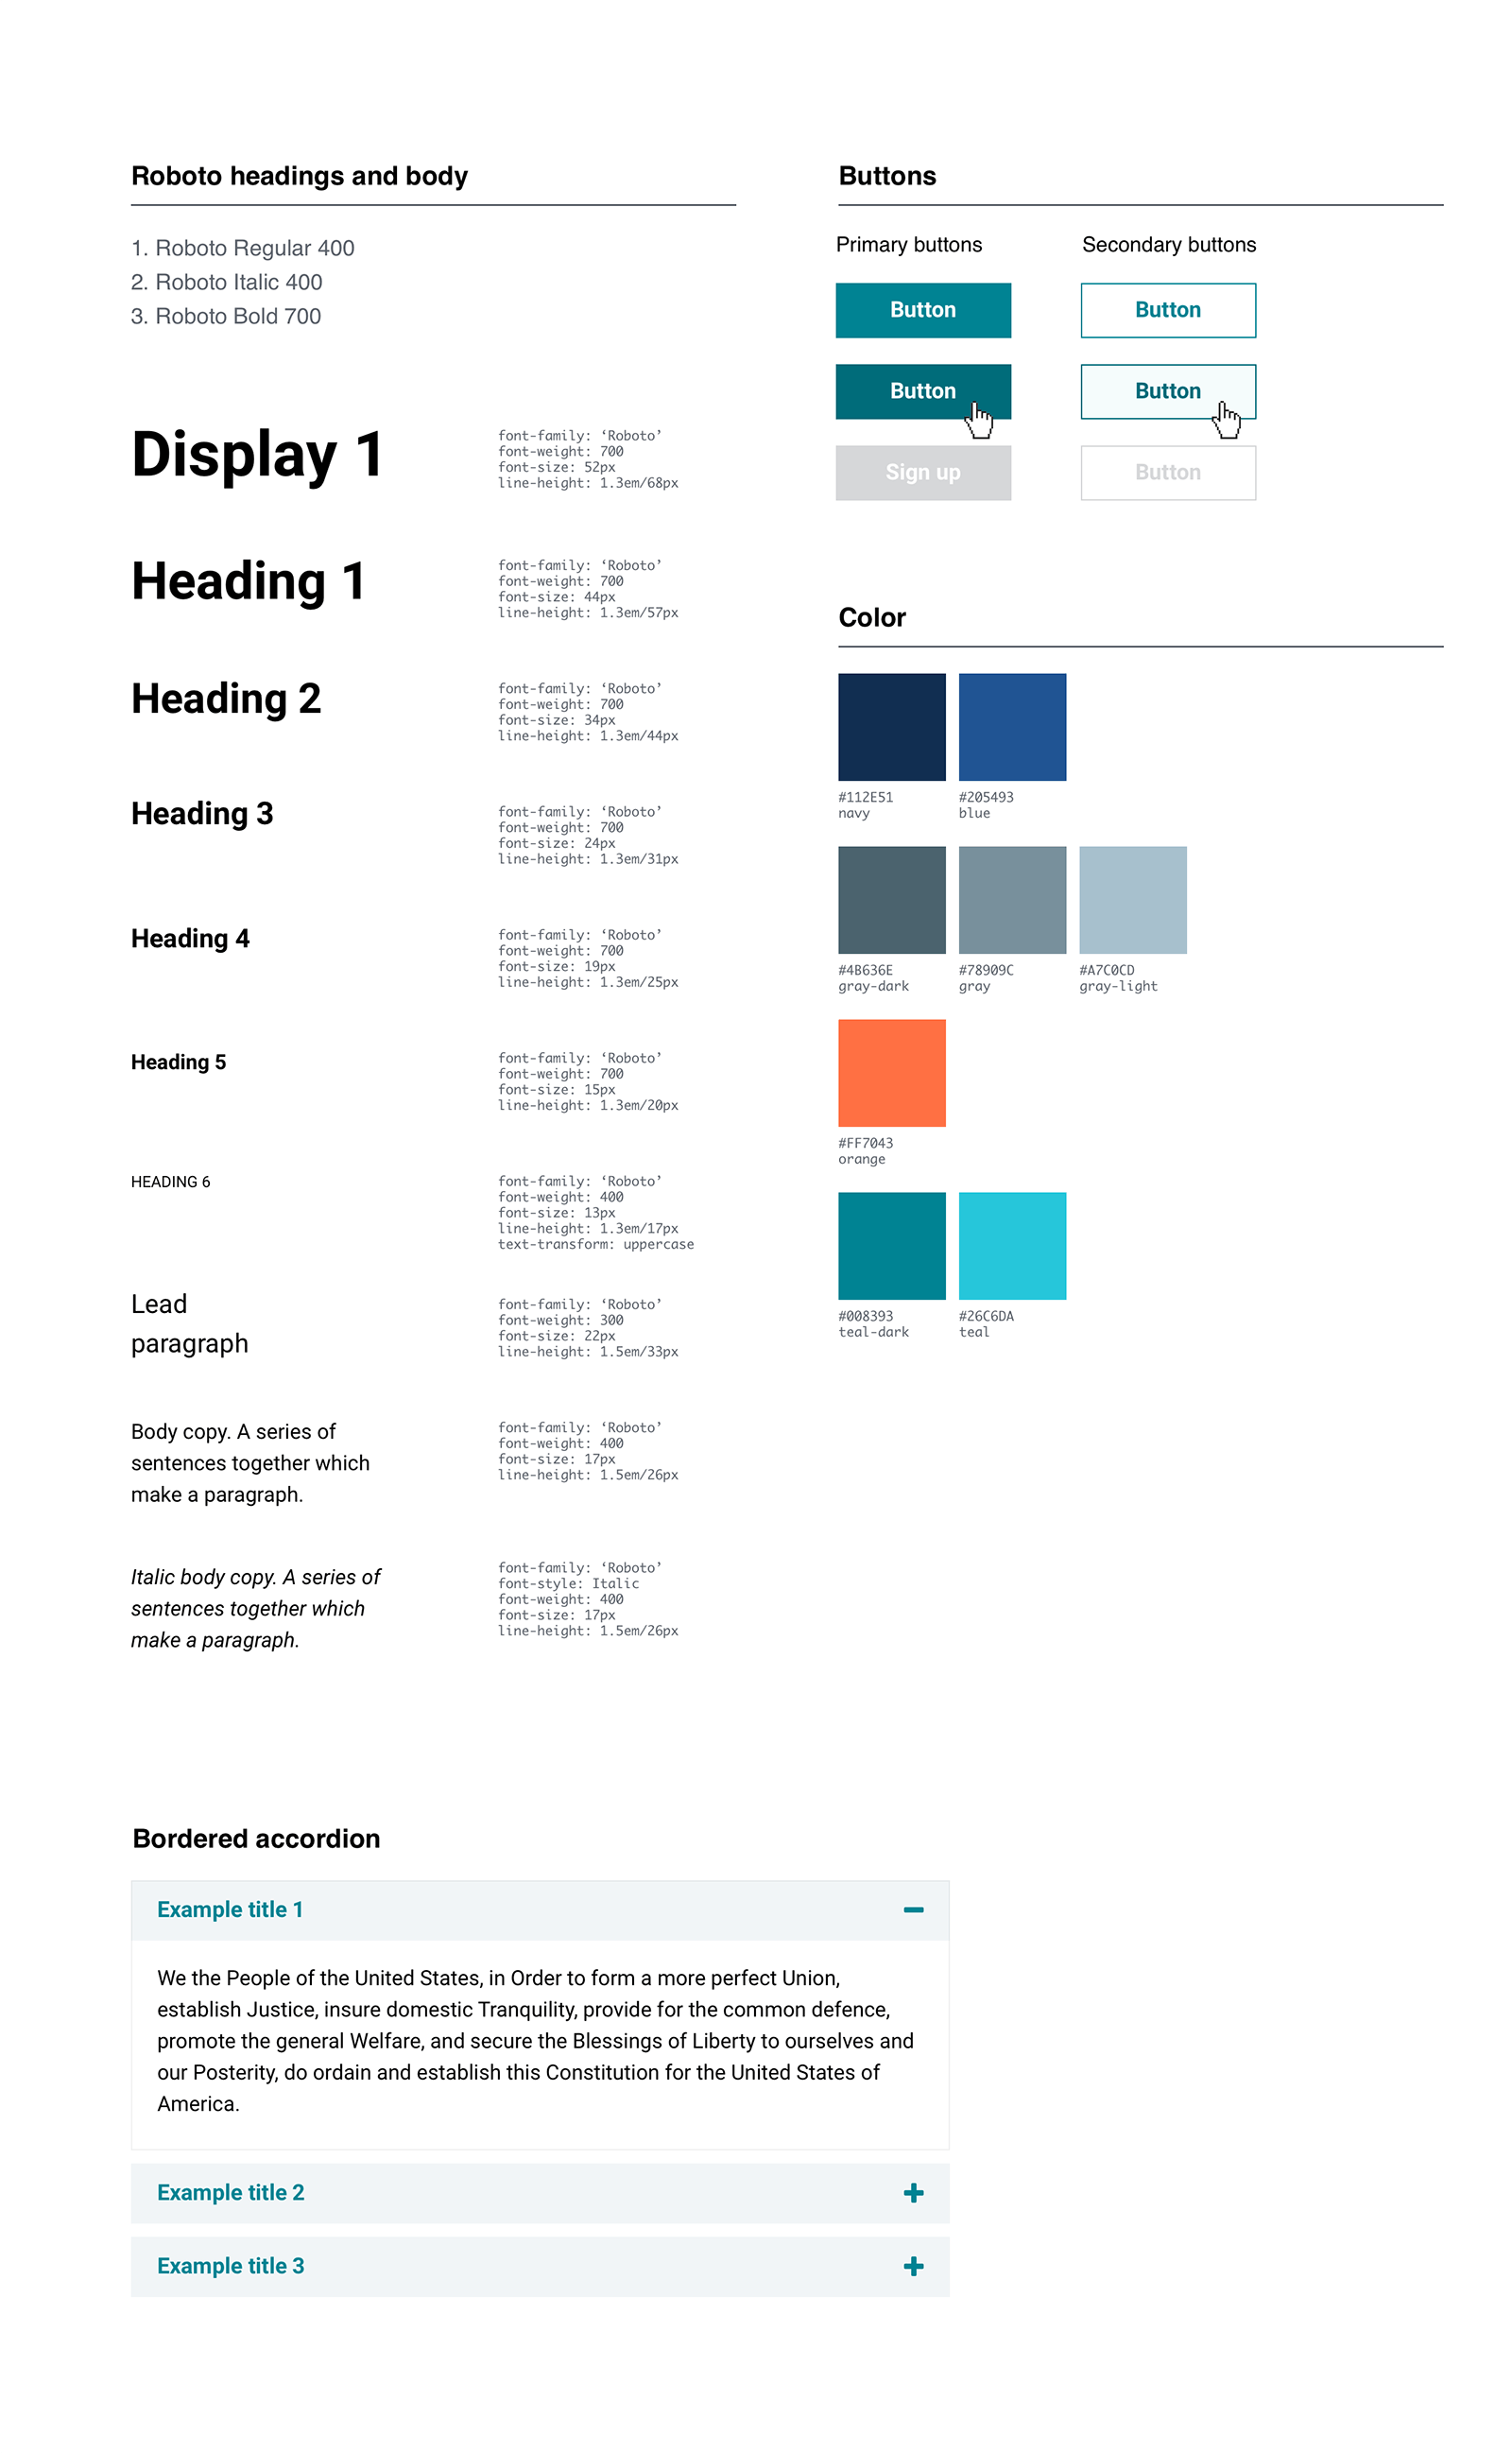 Roboto headings and body
1. Roboto Regular 400
2. Roboto Italic 400
3. Roboto Bold 700
Display 1
font-family: ‘Roboto’
font-weight: 700
font-size: 52px
line-height: 1.3em/68px
Heading 1
font-family: ‘Roboto’
font-weight: 700
font-size: 44px
line-height: 1.3em/57px
Heading 2
font-family: ‘Roboto’
font-weight: 700
font-size: 34px
line-height: 1.3em/44px
Heading 3
font-family: ‘Roboto’
font-weight: 700
font-size: 24px
line-height: 1.3em/31px
Heading 4
font-family: ‘Roboto’
font-weight: 700
font-size: 19px
line-height: 1.3em/25px
Heading 5
font-family: ‘Roboto’
font-weight: 700
font-size: 15px
line-height: 1.3em/20px
HEADING 6
font-family: ‘Roboto’
font-weight: 400
font-size: 13px
line-height: 1.3em/17px
text-transform: uppercase
Lead
paragraph
font-family: ‘Roboto’
font-weight: 300
font-size: 22px
line-height: 1.5em/33px
Body copy. A series of
sentences together which
make a paragraph.
font-family: ‘Roboto’
font-weight: 400
font-size: 17px
line-height: 1.5em/26px
Italic body copy. A series of
sentences together which
make a paragraph.
font-family: ‘Roboto’
font-style: Italic
font-weight: 400
font-size: 17px
line-height: 1.5em/26px
Buttons
Primary buttons
Secondary buttons
Button
Button
Button
Button
Sign up
Button
Color
#112E51
navy
#205493
blue
#4B636E
gray-dark
#78909C
gray
#A7C0CD
gray-light
#FF7043
orange
#008393
teal-dark
#26C6DA
teal
Bordered accordion
Example title 1
We the People of the United States, in Order to form a more perfect Union,
establish Justice, insure domestic Tranquility, provide for the common defence,
promote the general Welfare, and secure the Blessings of Liberty to ourselves and
our Posterity, do ordain and establish this Constitution for the United States of
America.
Example title 2
Example title 3